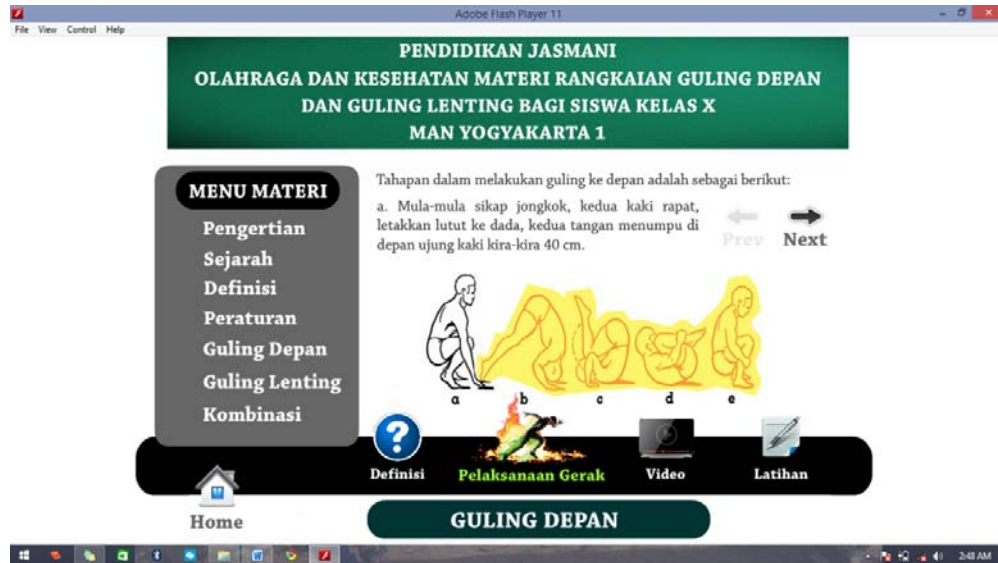 Adobe Flash Player 11
File View Control Help
PENDIDIKAN JASMANI
OLAHRAGA DAN KESEHATAN MATERI RANGKAIAN GULING DEPAN
DAN GULING LENTING BAGI SISWA KELAS X
MAN YOGYAKARTA 1
MENU MATERI
Pengertian
Sejarah
Definisi
Peraturan
Guling Depan
Guling Lenting
Kombinasi
Tahapan dalam melakukan guling ke depan adalah sebagai berikut:
a. Mula-mula sikap jongkok, kedua kaki rapat,
letakkan lutut ke dada, kedua tangan menumpu di
depan ujung kaki kira-kira 40 cm.
Prev Next
a b c d e
Definisi Pelaksanaan Gerak Video Latihan
Home
GULING DEPAN
2:48 AM